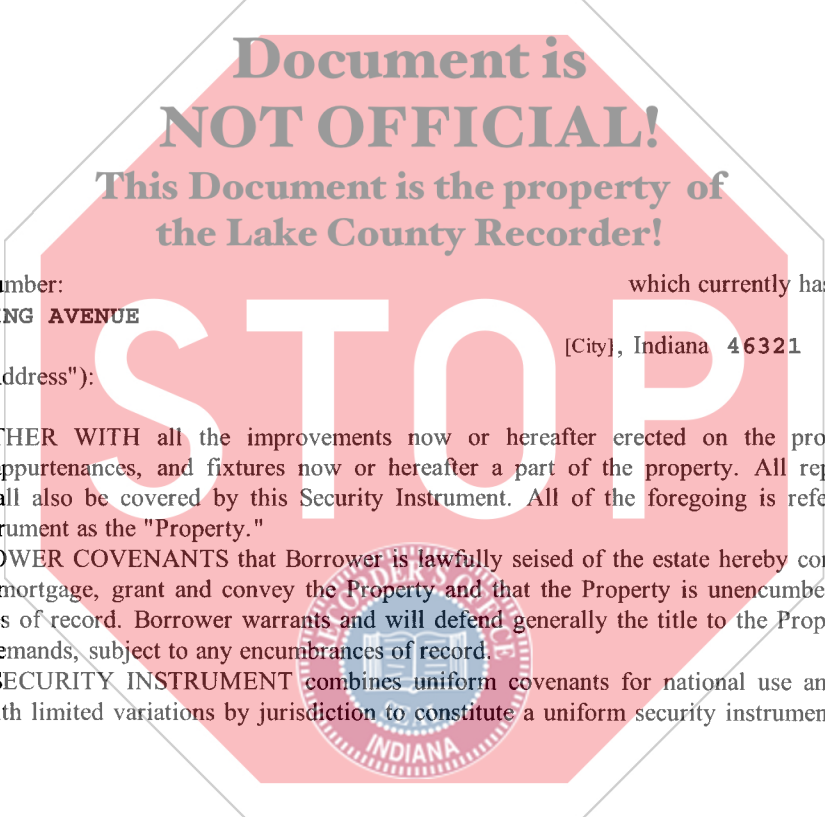 Document is
NOT OFFICIAL!
This Document is the property of
the Lake County Recorder!
umber: which currently has
NG AVENUE
[City], Indiana 46321
ddress"):
STOP
THER WITH all the improvements now or hereafter erected on the pro
ppurtenances, and fixtures now or hereafter a part of the property. All rep
all also be covered by this Security Instrument. All of the foregoing is refe
rument as the "Property."
OWER COVENANTS that Borrower is lawfully seised of the estate hereby con
mortgage, grant and convey the Property and that the Property is unencumbe
s of record. Borrower warrants and will defend generally the title to the Prop
emands, subject to any encumbrances of record.
SECURITY INSTRUMENT combines uniform covenants for national use an
th limited variations by jurisdiction to constitute a uniform security instrumen
RECORDER'S OFFICE
INDIANA